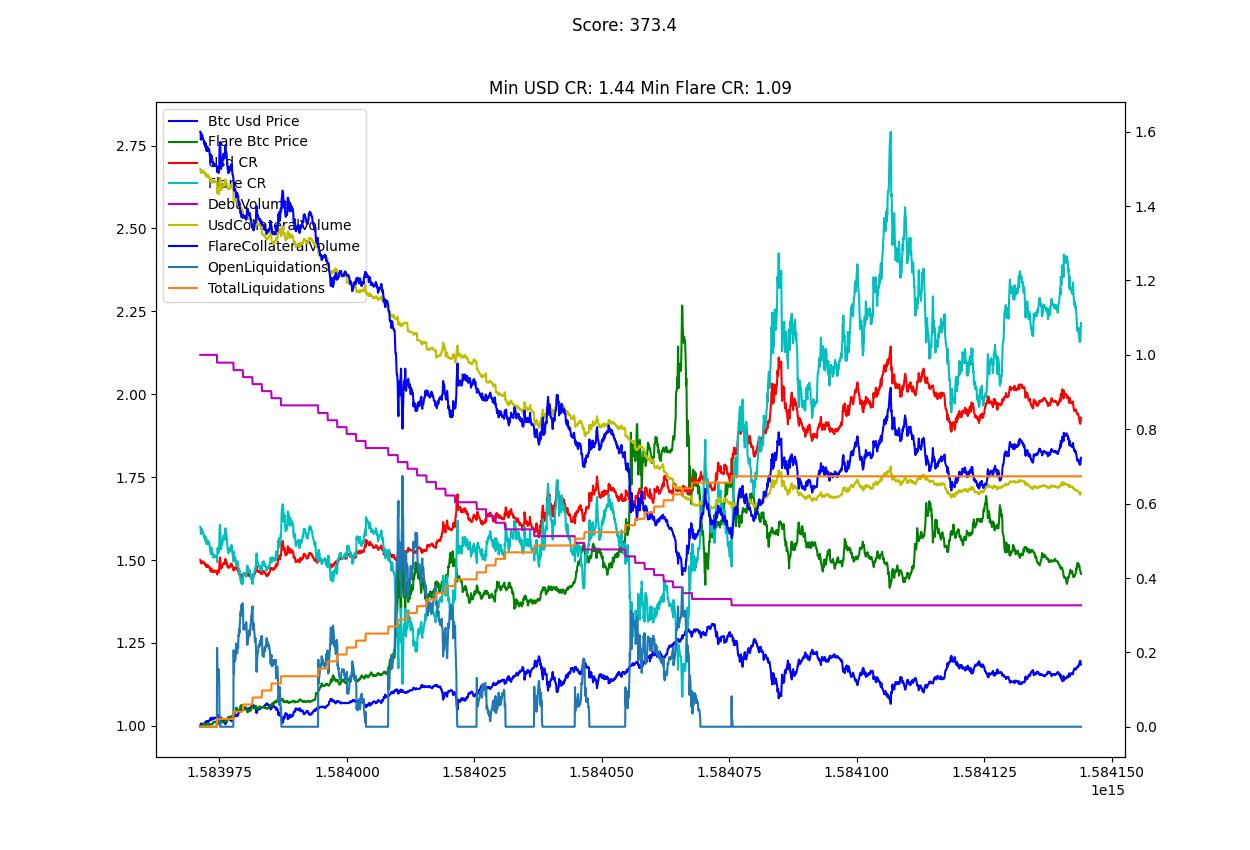 Score: 373.4
Min USD CR: 1.44 Min Flare CR: 1.09
Btc Usd Price
Flare Btc Price
Usd CR
Flare CR
DebtVolume
UsdCollateralVolume
FlareCollateralVolume
OpenLiquidations
TotalLiquidations
2.75
2.50
2.25
2.00
1.75
1.50
1.25
1.00
1.6
1.4
1.2
1.0
0.8
0.6
0.4
0.2
0.0
1.583975
1.584000
1.584025
1.584050
1.584075
1.584100
1.584125
1.584150
1e15